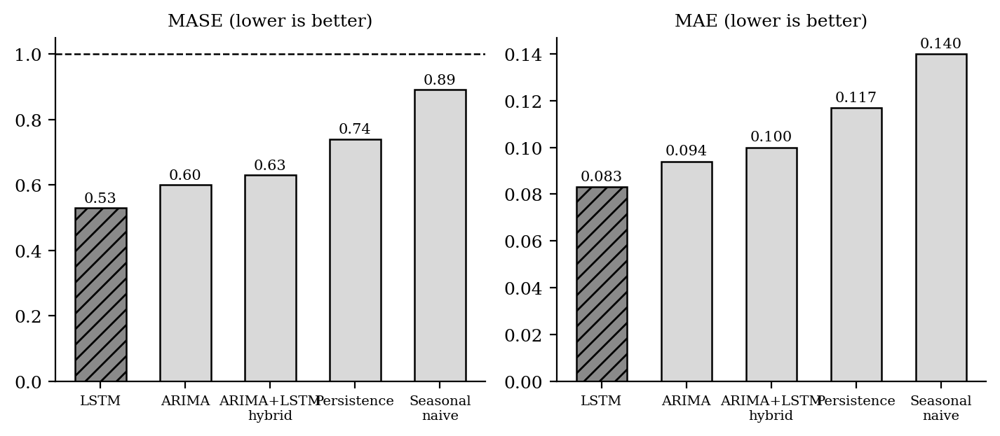 MASE (lower is better)
1.0
0.8
0.6
0.4
0.2
0.0
0.53
0.60
0.63
0.74
0.89
LSTM
ARIMA
ARIMA+LSTM
hybrid
Persistence
Seasonal
naive
MAE (lower is better)
0.14
0.12
0.10
0.08
0.06
0.04
0.02
0.00
0.083
0.094
0.100
0.117
0.140
LSTM
ARIMA
ARIMA+LSTM
hybrid
Persistence
Seasonal
naive